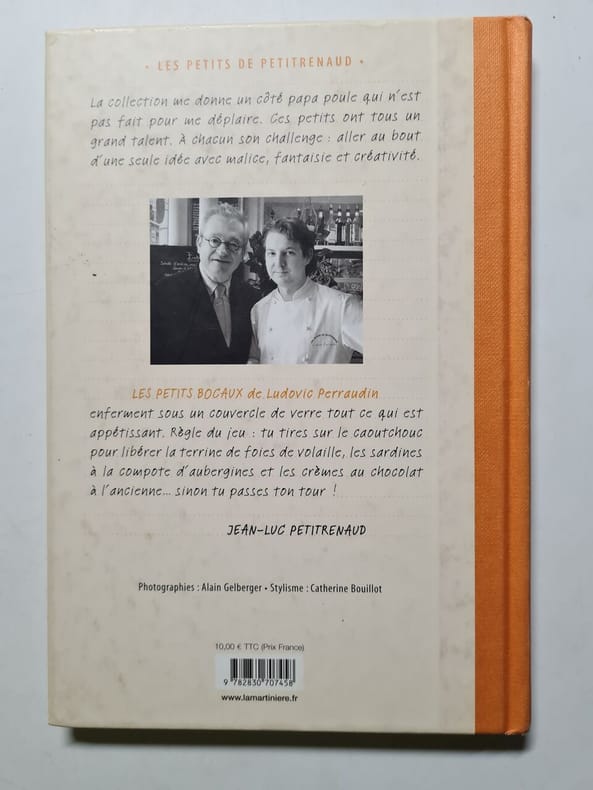 • LES PETITS DE PETITRENAUD •
La collection me donne un côté papa poule qui n'est
pas fait pour me déplaire. Ces petits ont tous un
grand talent. À chacun son challenge : aller au bout
d'une seule idée avec malice, fantaisie et créativité.
LES PETITS BOCAUX de Ludovic Perraudin
enferment sous un couvercle de verre tout ce qui est
appétissant. Règle du jeu : tu tires sur le caoutchouc
pour libérer la terrine de foies de volaille, les sardines
à la compote d'aubergines et les crèmes au chocolat
à l'ancienne... sinon tu passes ton tour !
JEAN-LUC PETITRENAUD
Photographies : Alain Gelberger • Stylisme : Catherine Bouillot
10,00 € TTC (Prix France)
9 782830 707458
www.lamartiniere.fr